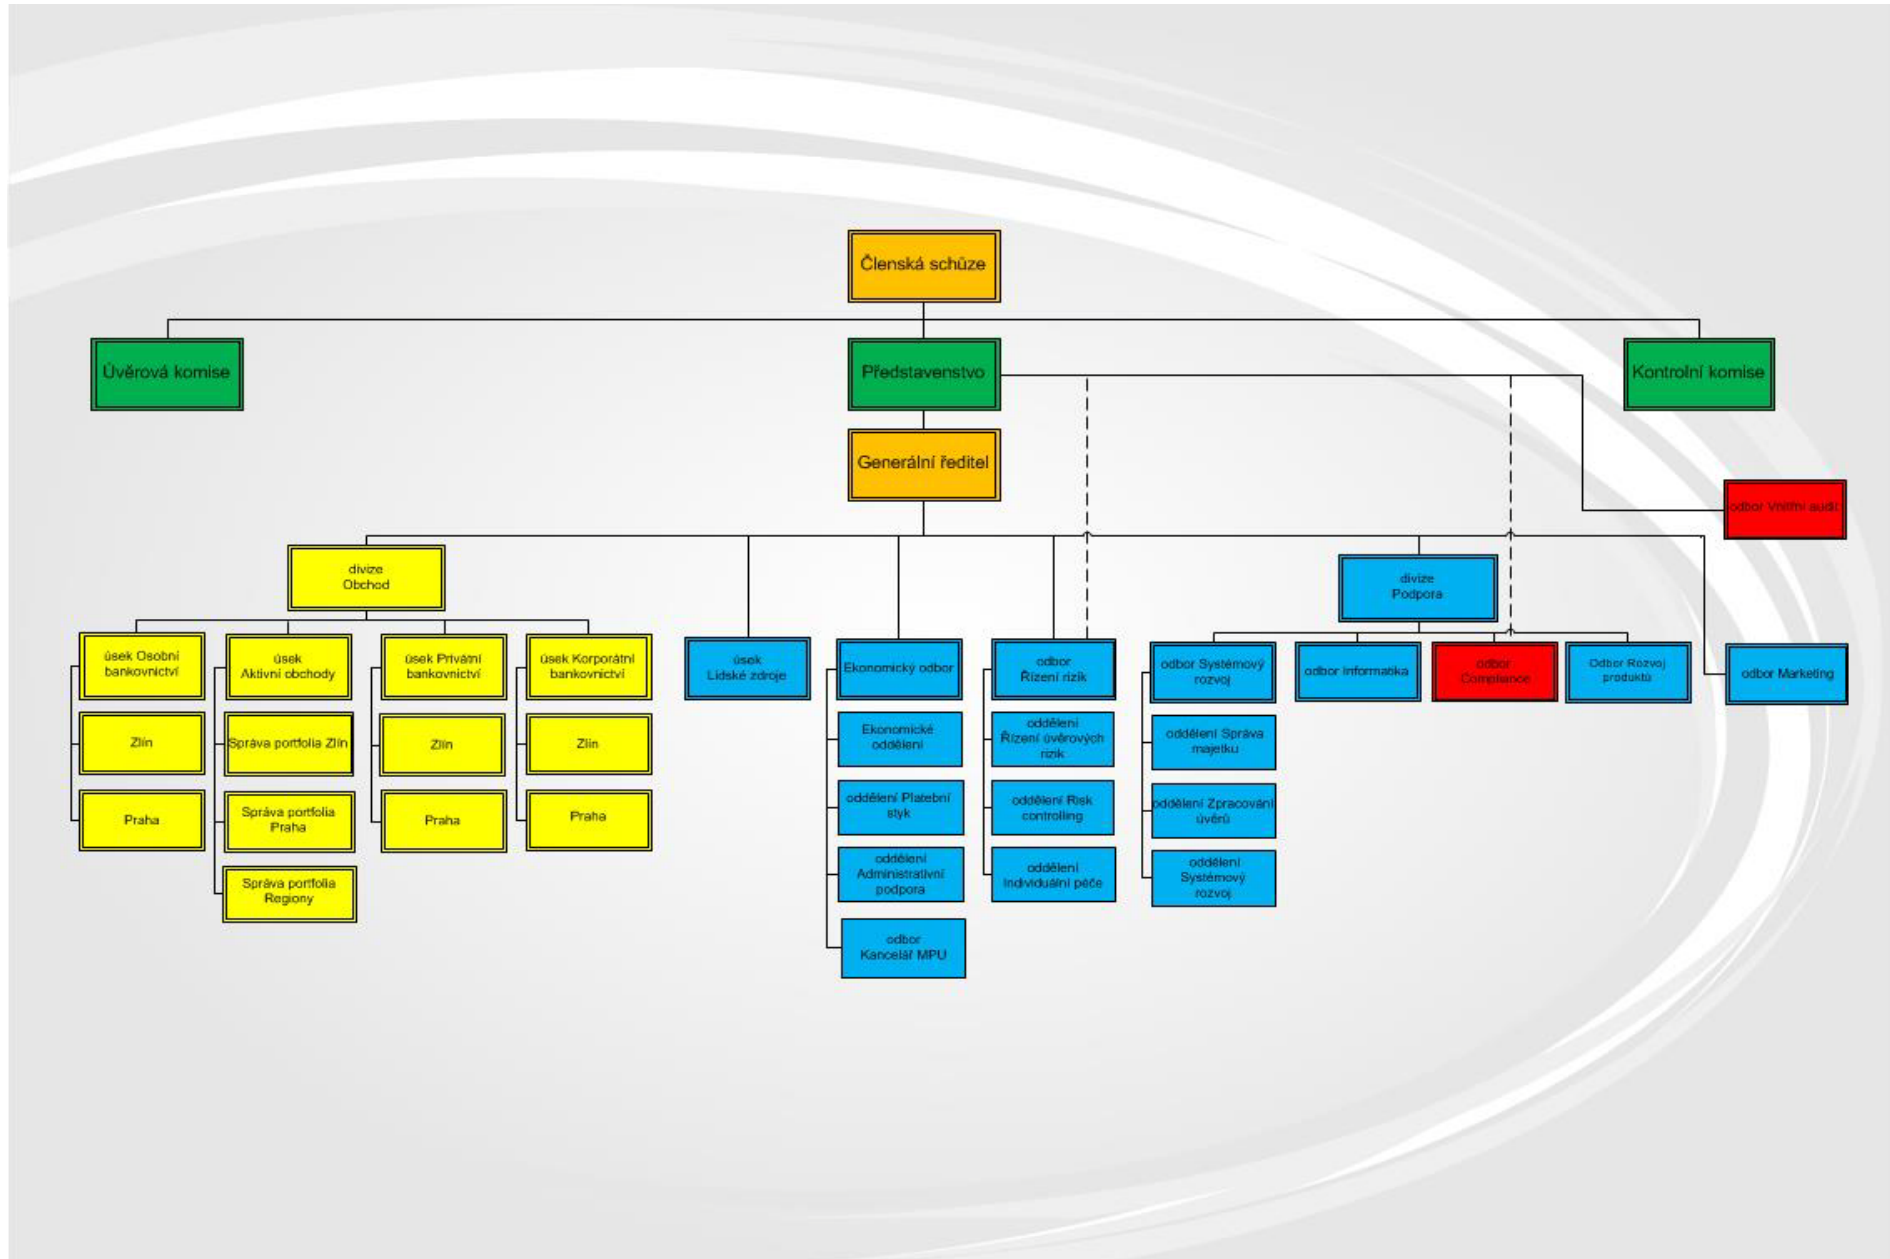 Členská schůze
Úvěrová komise
Představenstvo
Kontrolní komise
Generální ředitel
odbor Vnitřní audit
divize
Obchod
divize
Podpora
úsek Osobní
bankovnictví
úsek
Aktivní obchody
úsek Privátní
bankovnictví
úsek Korporátní
bankovnictví
úsek
Lidské zdroje
Ekonomický odbor
odbor
Řízení rizik
odbor Systémový
rozvoj
odbor Informatika
odbor
Compliance
Odbor Rozvoj
produktů
odbor Marketing
Zlín
Správa portfolia Zlín
Zlín
Zlín
Ekonomické
oddělení
oddělení
Řízení úvěrových
rizik
oddělení Správa
majetku
Praha
Správa portfolia
Praha
Praha
Praha
oddělení Platební
styk
oddělení Risk
controlling
oddělení Zpracování
úvěrů
Správa portfolia
Regiony
oddělení
Administrativní
podpora
oddělení
Individuální péče
oddělení
Systémový
rozvoj
odbor
Kancelář MPU